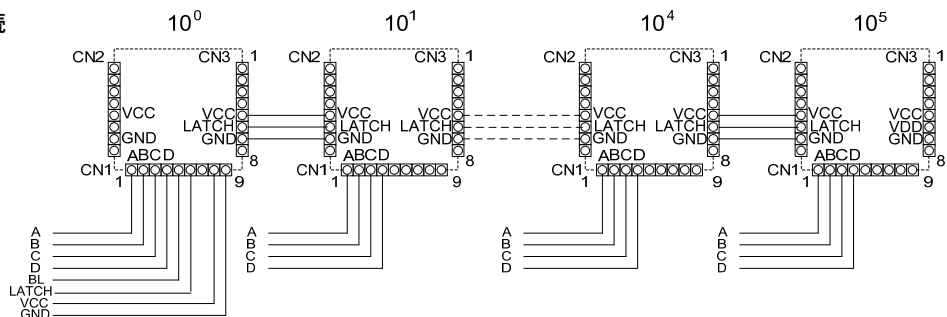 続
10⁰ 10¹ 10⁴ 10⁵
CN2 CN3 1 CN2 CN3 1 CN2 CN3 1 CN2 CN3 1
VCC VCC VCC VCC VCC VCC VCC VCC
LATCH LATCH LATCH LATCH LATCH LATCH VDD
GND GND GND GND GND GND GND GND
ABCD 8 ABCD 8 ABCD 8 ABCD 8
CN1 1 9 CN1 1 9 CN1 1 9 CN1 1 9
A A A A
B B B B
C C C C
D D D D
BL
LATCH
VCC
GND